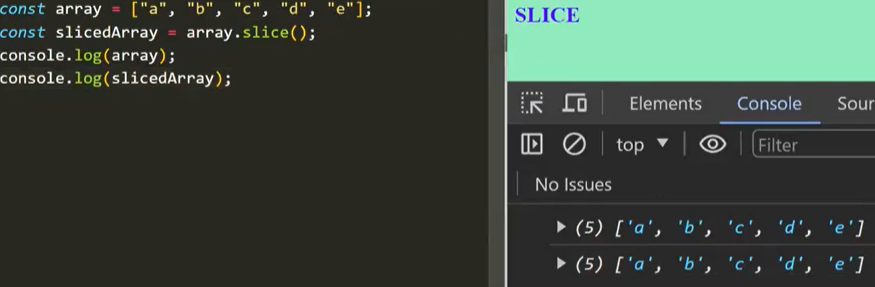 const array = ["a", "b", "c", "d", "e"];
const slicedArray = array.slice();
console.log(array);
console.log(slicedArray);
SLICE
Elements Console Sour
top Filter
No Issues
(5) ['a', 'b', 'c', 'd', 'e']
(5) ['a', 'b', 'c', 'd', 'e']